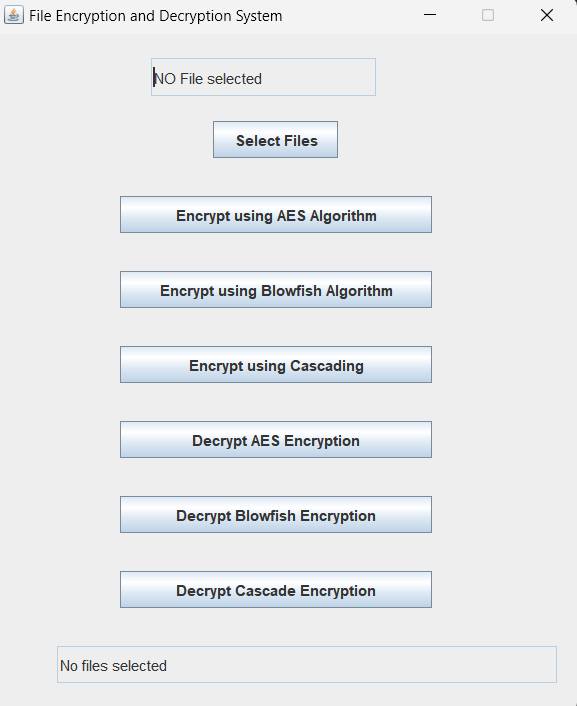 File Encryption and Decryption System
NO File selected
Select Files
Encrypt using AES Algorithm
Encrypt using Blowfish Algorithm
Encrypt using Cascading
Decrypt AES Encryption
Decrypt Blowfish Encryption
Decrypt Cascade Encryption
No files selected